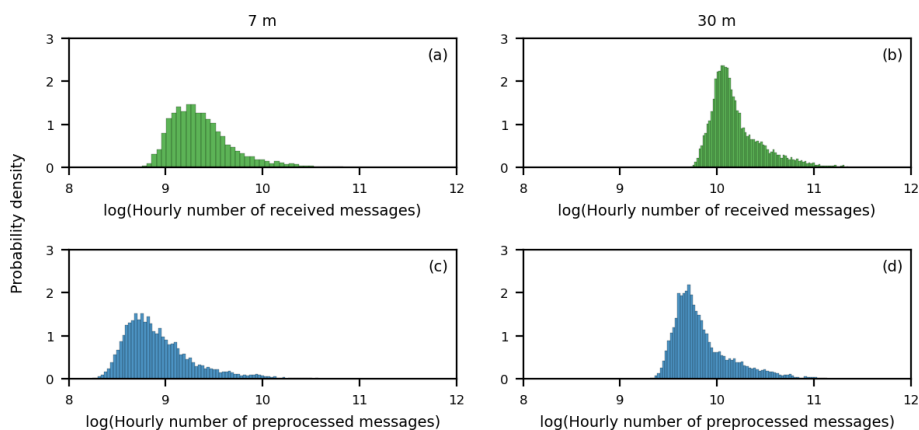 7 m
30 m
Probability density
3
2
1
0
(a)
8 9 10 11 12
log(Hourly number of received messages)
3
2
1
0
(b)
8 9 10 11 12
log(Hourly number of received messages)
3
2
1
0
(c)
8 9 10 11 12
log(Hourly number of preprocessed messages)
3
2
1
0
(d)
8 9 10 11 12
log(Hourly number of preprocessed messages)